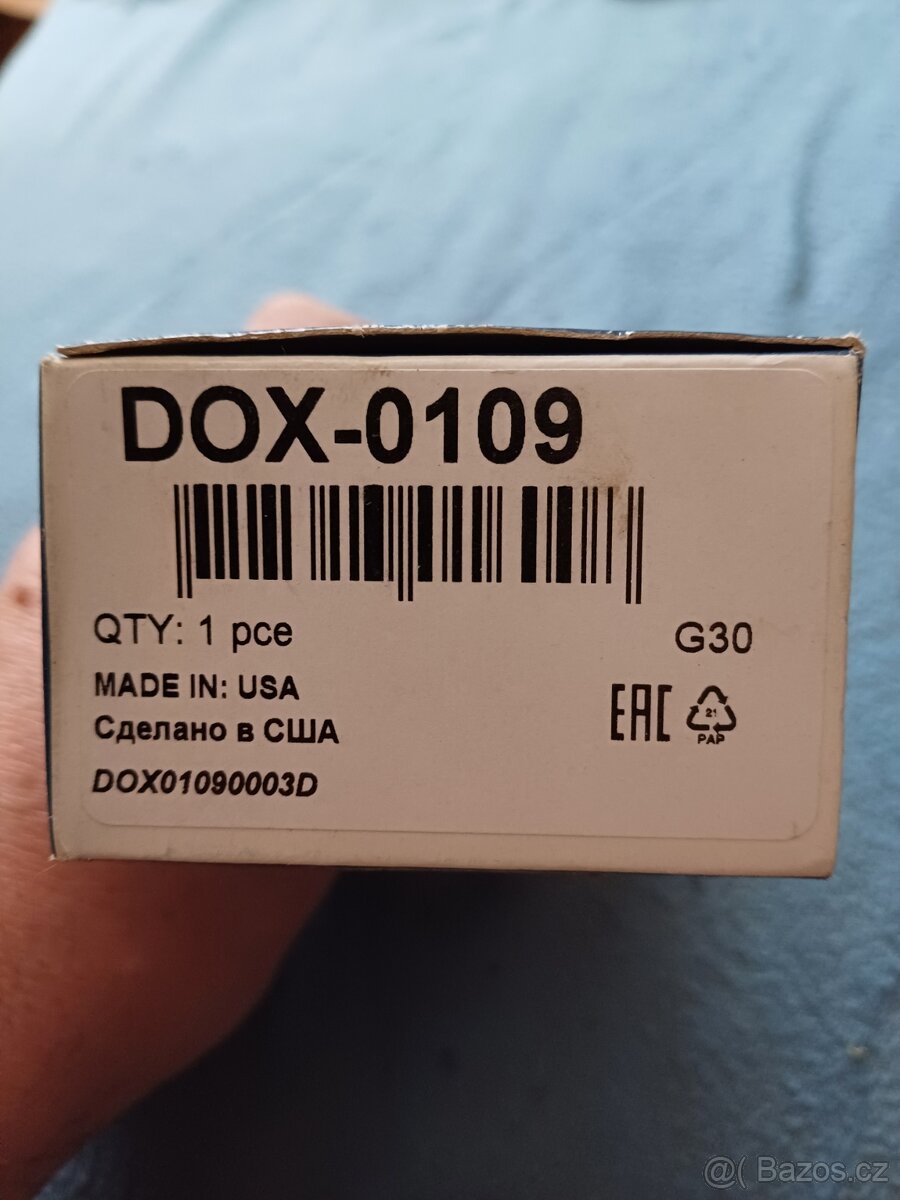 DOX-0109
QTY: 1 pce
G30
MADE IN: USA
Сделано в США
EAC
21
PAP
DOX01090003D
@( Bazos.cz